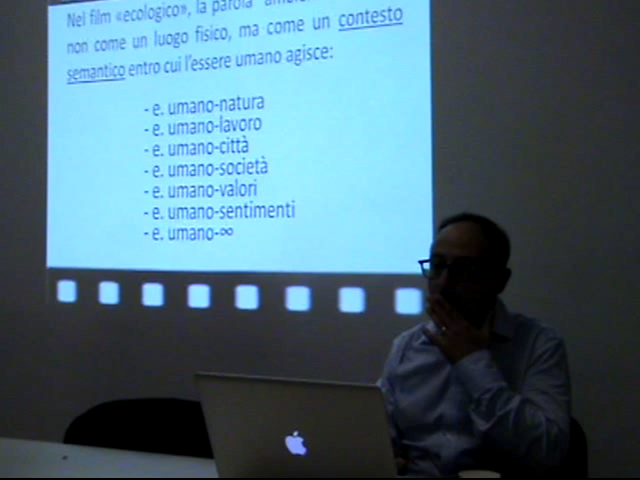 Nel film «ecologico», la parola
non come un luogo fisico, ma come un contesto
semantico entro cui l'essere umano agisce:
- e. umano-natura
- e. umano-lavoro
- e. umano-città
- e. umano-società
- e. umano-valori
- e. umano-sentimenti
- e. umano-∞